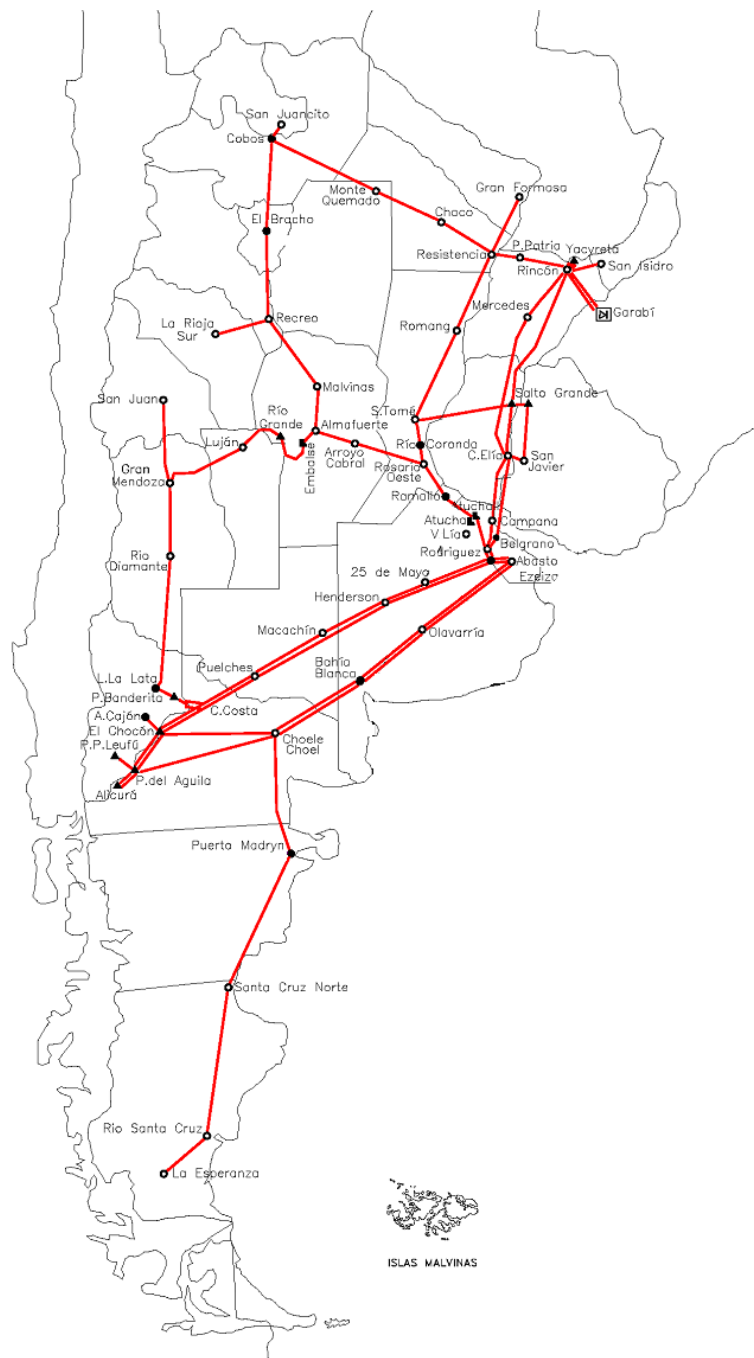 San Juancito
Cobos
Monte
Quemado
Gran Formosa
El Bracho
Chaco
Resistencia
P.Patria
Yacyretá
Rincón
San Isidro
La Rioja
Sur
Recreo
Romang
Mercedes
Garabí
San Juan
Malvinas
Salto Grande
Río
Grande
Almafuerte
S.Tomé
Luján
Embalse
Arroyo
Cabral
Río Coronda
C.Elía
San
Javier
Gran
Mendoza
Rosario
Oeste
Ramallo
Atucha
Atucha
Campana
V Lía
Belgrano
Rodriguez
Abasto
Ezeiza
Rio
Diamante
25 de Mayo
Henderson
Macachín
Olavarría
Puelches
Bahía
Blanca
L.La Lata
P.Banderita
C.Costa
A.Cajón
El Chocón
P.P.Leufú
Choele
Choel
P.del Aguila
Alicurá
Puerta Madryn
Santa Cruz Norte
Rio Santa Cruz
La Esperanza
ISLAS MALVINAS